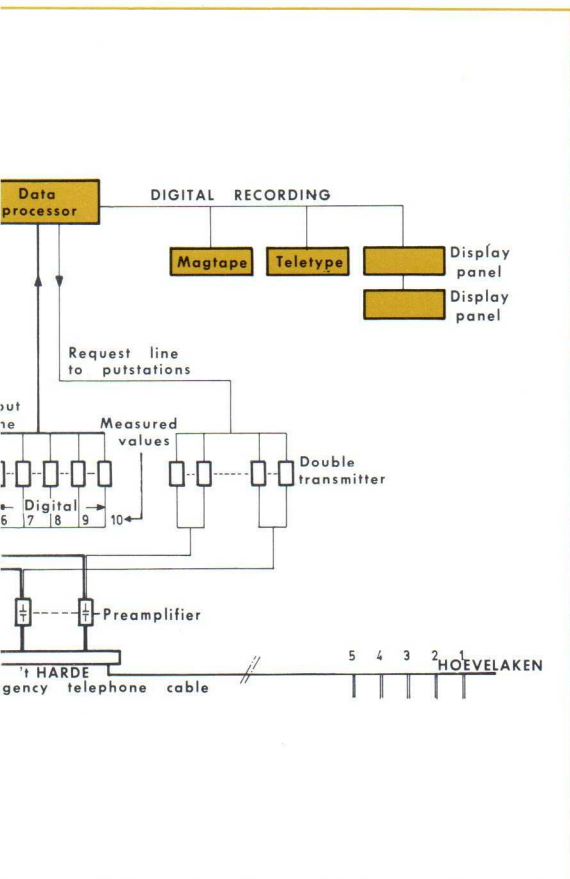 Data
processor
DIGITAL RECORDING
Magtape
Teletype
Display
panel
Display
panel
Request line
to putstations
Measured
values
Double
transmitter
Digital
6 7 8 9 10
Preamplifier
't HARDE
gency telephone cable
5 4 3 2 1
HOEVELAKEN